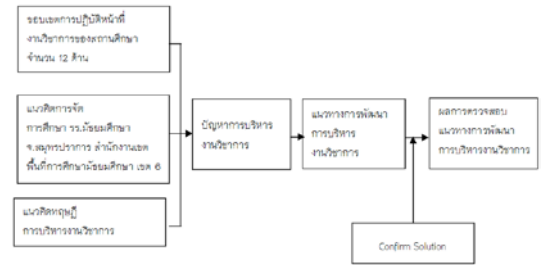 ขอบเขตการปฏิบัติหน้าที่
งานวิชาการของสถานศึกษา
จำนวน 12 ด้าน
แนวคิดการจัด
การศึกษา รร.มัธยมศึกษา
จ.สมุทรปราการ สำนักงานเขต
พื้นที่การศึกษามัธยมศึกษา เขต 6
แนวคิดทฤษฎี
การบริหารงานวิชาการ
ปัญหาการบริหาร
งานวิชาการ
แนวทางการพัฒนา
การบริหาร
งานวิชาการ
ผลการตรวจสอบ
แนวทางการพัฒนา
การบริหารงานวิชาการ
Confirm Solution